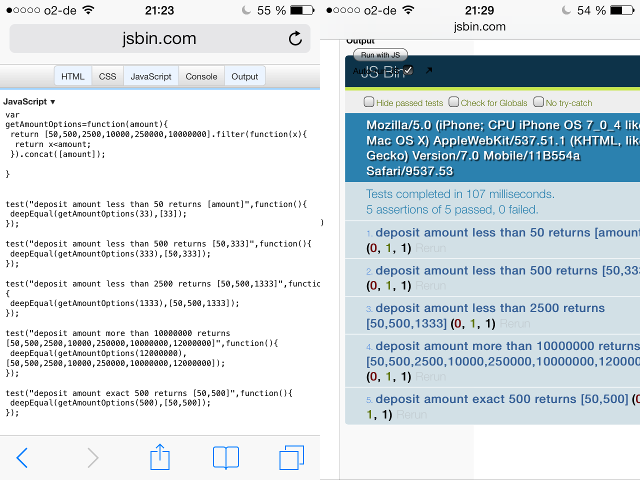 o2-de 21:23 55 %
jsbin.com
HTML CSS JavaScript Console Output
JavaScript ▾
var
getAmountOptions=function(amount){
return [50,500,2500,10000,250000,10000000].filter(function(x){
return x<amount;
}).concat([amount]);
}
test("deposit amount less than 50 returns [amount]",function(){
deepEqual(getAmountOptions(33),[33]);
});
test("deposit amount less than 500 returns [50,333]",function(){
deepEqual(getAmountOptions(333),[50,333]);
});
test("deposit amount less than 2500 returns [50,500,1333]",functio
{
deepEqual(getAmountOptions(1333),[50,500,1333]);
});
test("deposit amount more than 10000000 returns
[50,500,2500,10000,250000,10000000,12000000]",function(){
deepEqual(getAmountOptions(12000000),
[50,500,2500,10000,250000,10000000,12000000]);
});
test("deposit amount exact 500 returns [50,500]",function(){
deepEqual(getAmountOptions(500),[50,500]);
});
o2-de 21:29 54 %
jsbin.com
Output
Run with JS
JS Bin
)
Hide passed tests Check for Globals No try-catch
Mozilla/5.0 (iPhone; CPU iPhone OS 7_0_4 like
Mac OS X) AppleWebKit/537.51.1 (KHTML, like
Gecko) Version/7.0 Mobile/11B554a
Safari/9537.53
Tests completed in 107 milliseconds.
5 assertions of 5 passed, 0 failed.
1. deposit amount less than 50 returns [amount
(0, 1, 1) Rerun
2. deposit amount less than 500 returns [50,333
(0, 1, 1) Rerun
3. deposit amount less than 2500 returns
[50,500,1333] (0, 1, 1) Rerun
4. deposit amount more than 10000000 returns
[50,500,2500,10000,250000,10000000,1200000
(0, 1, 1) Rerun
5. deposit amount exact 500 returns [50,500] (0
1, 1) Rerun